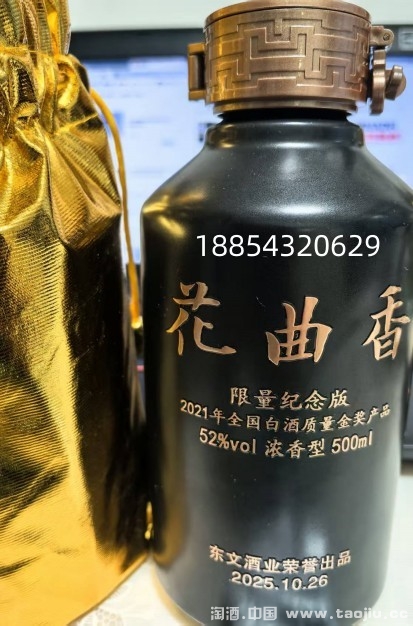 18854320629
花曲香
限量纪念版
2021年全国白酒质量金奖产品
52%vol 浓香型 500ml
东文酒业荣誉出品
2025.10.26
淘酒.中国 www.taojiu.cc